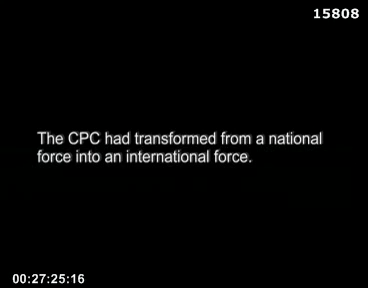 15808
The CPC had transformed from a national
force into an international force.
00:27:25:16